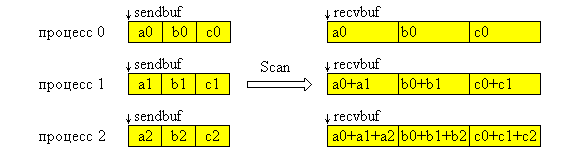 sendbuf recvbuf
процесс 0 a0 b0 c0 a0 b0 c0
sendbuf Scan recvbuf
процесс 1 a1 b1 c1 a0+a1 b0+b1 c0+c1
sendbuf recvbuf
процесс 2 a2 b2 c2 a0+a1+a2 b0+b1+b2 c0+c1+c2